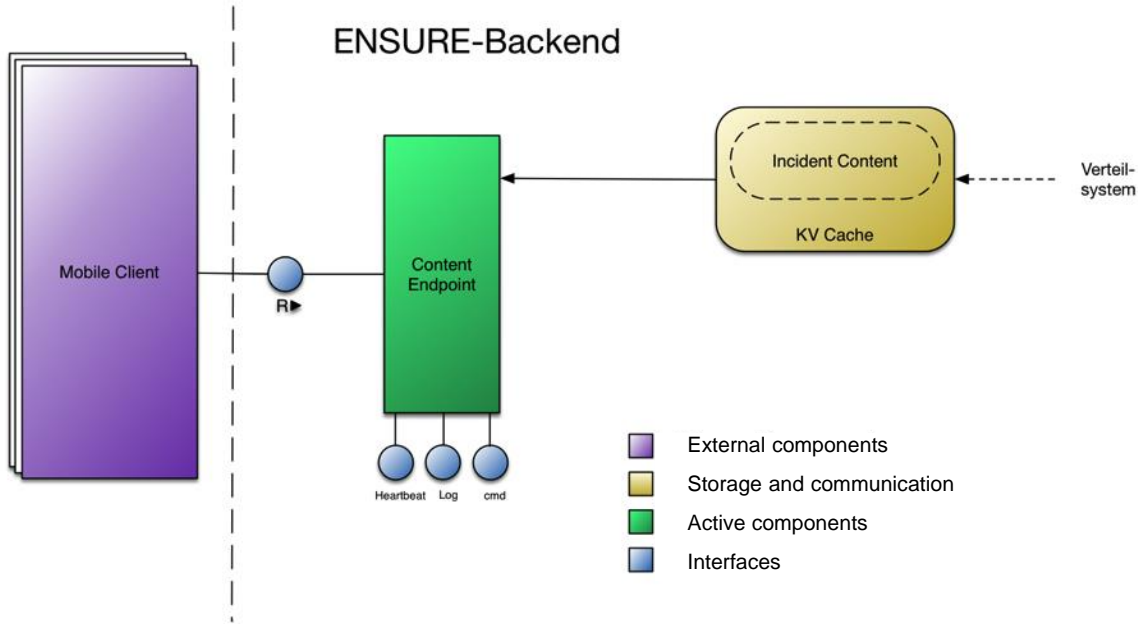 ENSURE-Backend
Mobile Client
R▶
Content
Endpoint
Incident Content
KV Cache
Verteil-
system
Heartbeat
Log
cmd
External components
Storage and communication
Active components
Interfaces